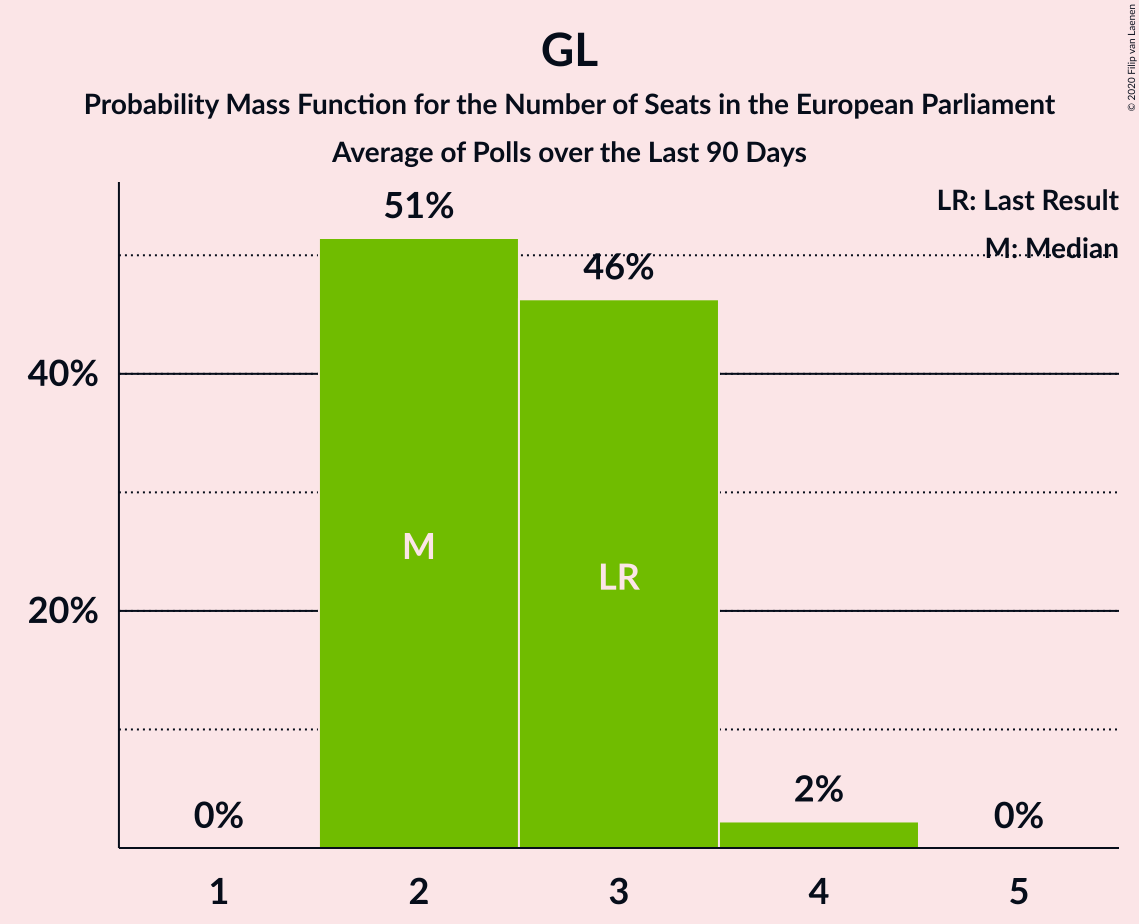 GL
Probability Mass Function for the Number of Seats in the European Parliament
Average of Polls over the Last 90 Days
© 2020 Filip van Laenen
LR: Last Result
M: Median
51%
46%
40%
M
LR
20%
0%
2%
0%
1
2
3
4
5